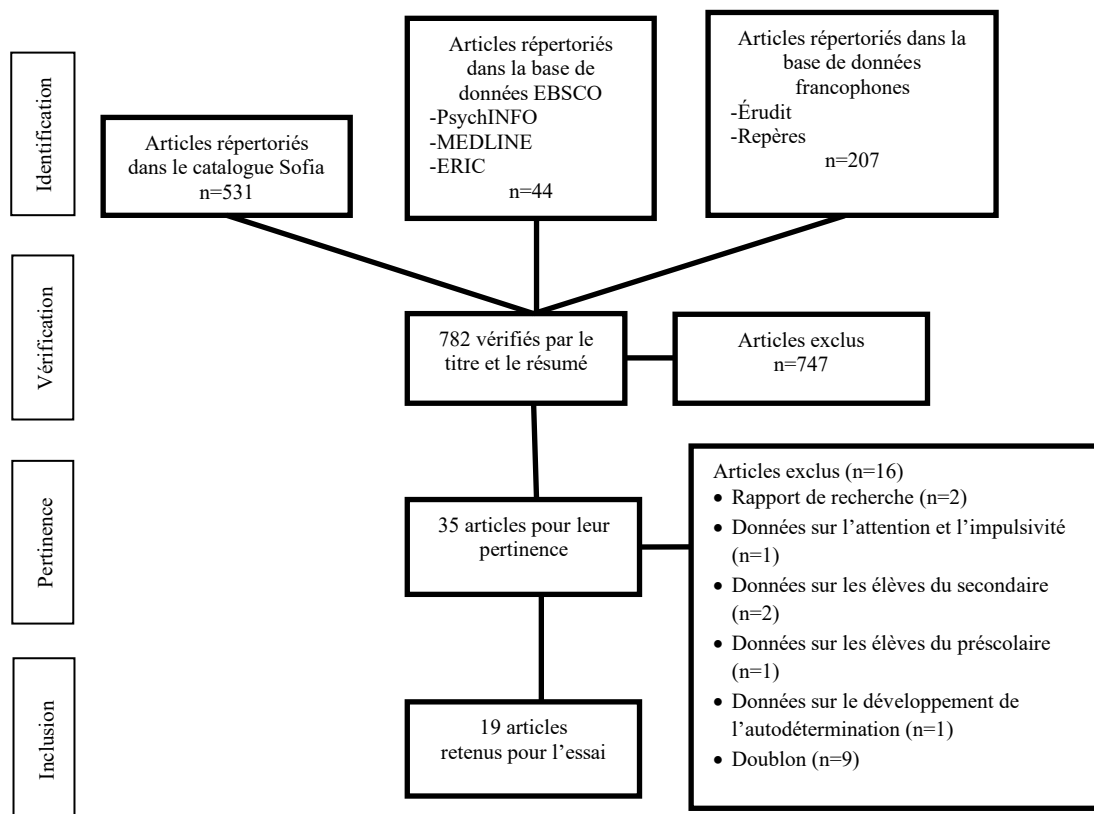 Identification
Articles répertoriés
dans le catalogue Sofia
n=531
Articles répertoriés
dans la base de
données EBSCO
-PsychINFO
-MEDLINE
-ERIC
n=44
Articles répertoriés dans la
base de données
francophones
-Érudit
-Repères
n=207
Vérification
782 vérifiés par le
titre et le résumé
Articles exclus
n=747
Pertinence
35 articles pour leur
pertinence
Articles exclus (n=16)
• Rapport de recherche (n=2)
• Données sur l’attention et l’impulsivité
(n=1)
• Données sur les élèves du secondaire
(n=2)
• Données sur les élèves du préscolaire
(n=1)
• Données sur le développement de
l’autodétermination (n=1)
• Doublon (n=9)
Inclusion
19 articles
retenus pour l’essai